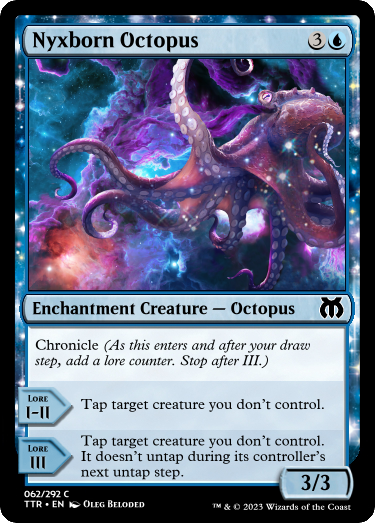 Nyxborn Octopus 3
Enchantment Creature — Octopus
Chronicle (As this enters and after your draw
step, add a lore counter. Stop after III.)
LORE
I-II
Tap target creature you don't control.
LORE
III
Tap target creature you don't control.
It doesn't untap during its controller's
next untap step.
3/3
062/292 C
TTR • EN OLEG BELODED
™ & © 2023 Wizards of the Coast